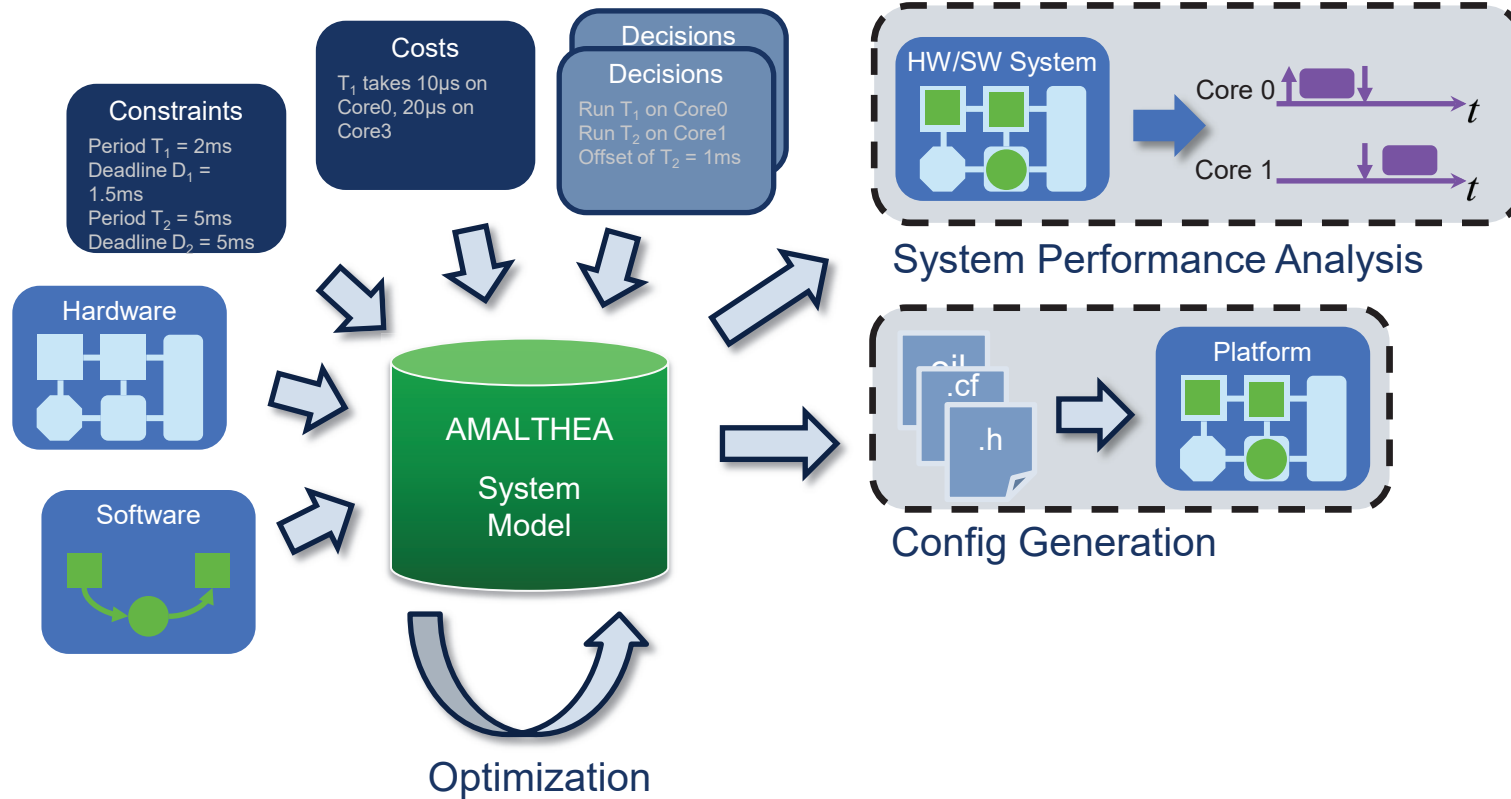 Constraints
Period T₁ = 2ms
Deadline D₁ =
1.5ms
Period T₂ = 5ms
Deadline D₂ = 5ms
Costs
T₁ takes 10µs on
Core0, 20µs on
Core3
Decisions
Decisions
Run T₁ on Core0
Run T₂ on Core1
Offset of T₂ = 1ms
Hardware
Software
AMALTHEA
System
Model
Optimization
HW/SW System
Core 0
t
Core 1
t
System Performance Analysis
.cf
.h
Platform
Config Generation